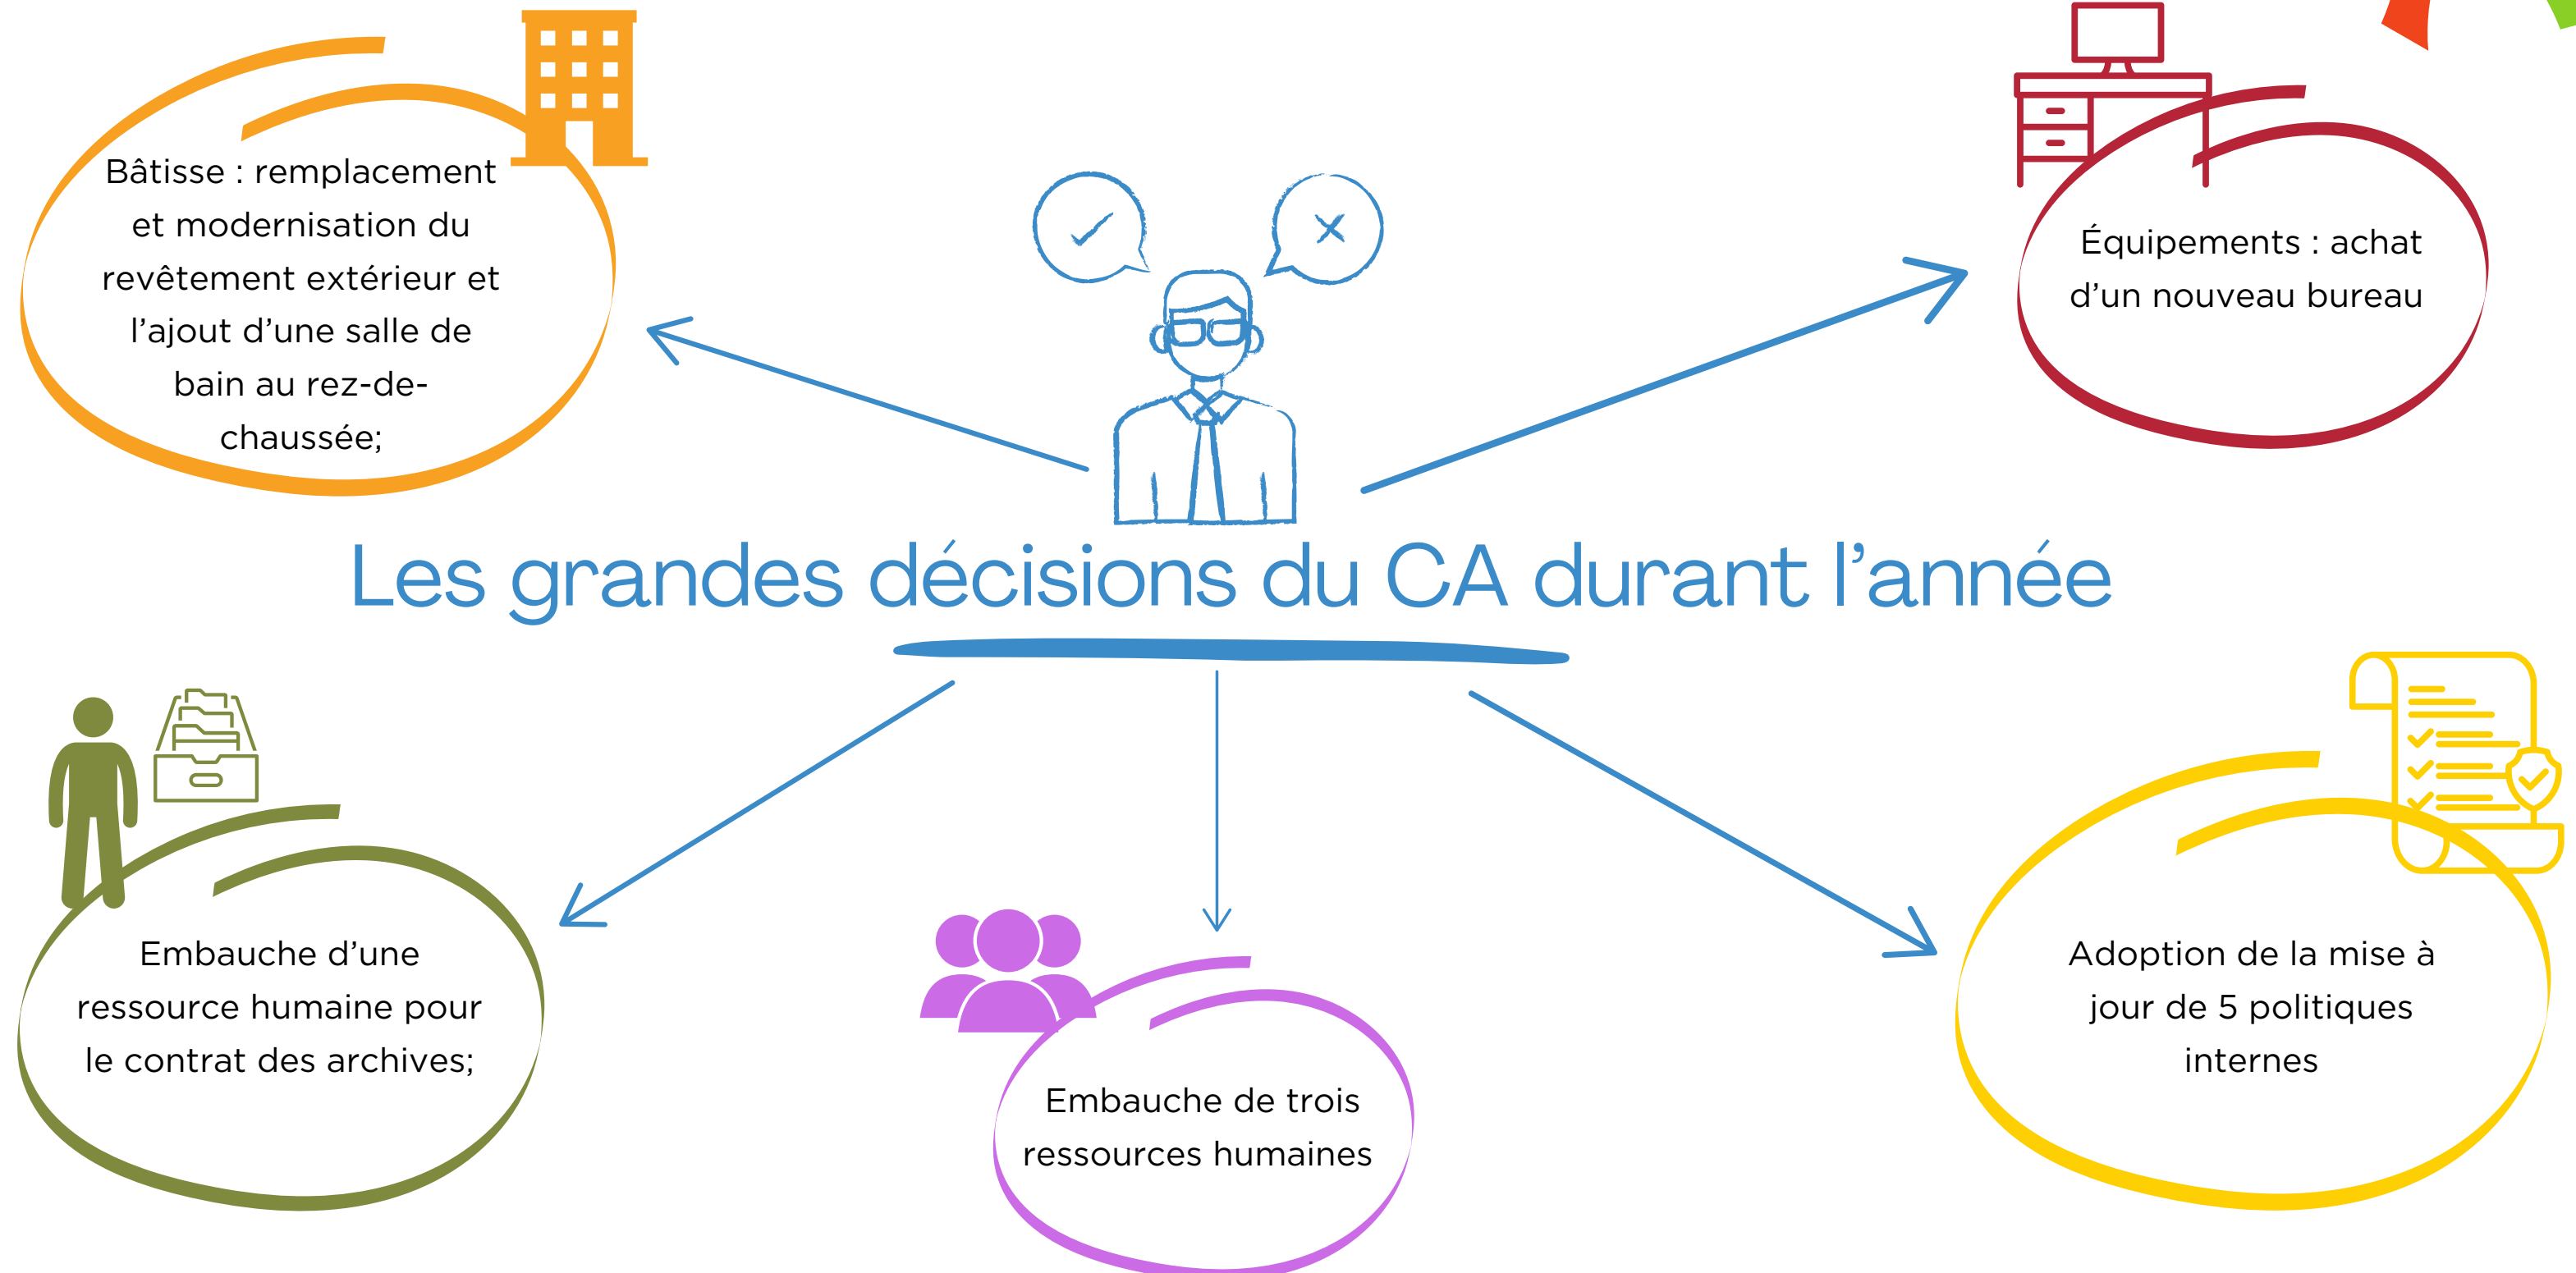 Bâtisse : remplacement
et modernisation du
revêtement extérieur et
l’ajout d’une salle de
bain au rez-de-
chaussée;
Équipements : achat
d’un nouveau bureau
Les grandes décisions du CA durant l’année
Embauche d’une
ressource humaine pour
le contrat des archives;
Embauche de trois
ressources humaines
Adoption de la mise à
jour de 5 politiques
internes